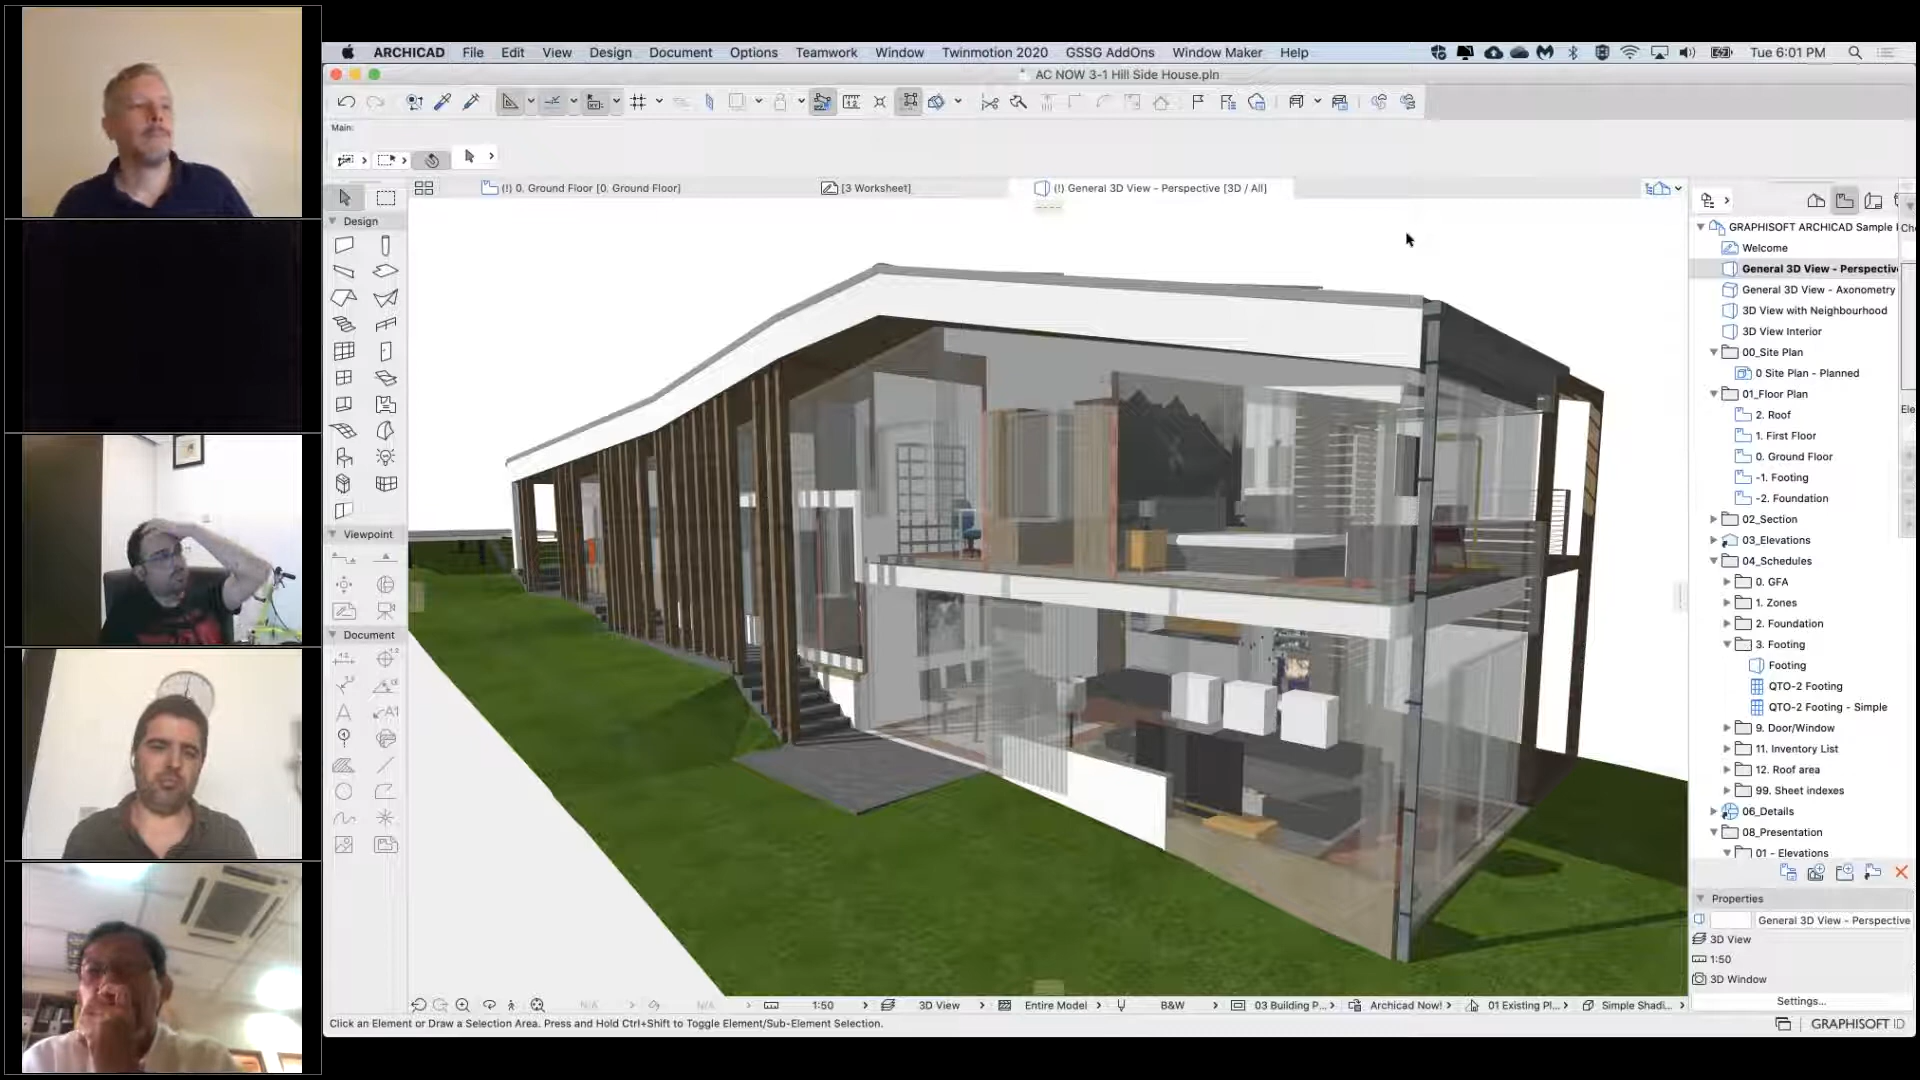 ARCHICAD File Edit View Design Document Options Teamwork Window Twinmotion 2020 GSSG AddOns Window Maker Help Tue 6:01 PM
AC NOW 3-1 Hill Side House.pln
Main:
(!) 0. Ground Floor [0. Ground Floor] [3 Worksheet] (!) General 3D View - Perspective [3D / All]
Design
Viewpoint
Document
GRAPHISOFT ARCHICAD Sample
Welcome
General 3D View - Perspectiv
General 3D View - Axonometry
3D View with Neighbourhood
3D View Interior
00_Site Plan
0 Site Plan - Planned
01_Floor Plan
2. Roof
1. First Floor
0. Ground Floor
-1. Footing
-2. Foundation
02_Section
03_Elevations
04_Schedules
0. GFA
1. Zones
2. Foundation
3. Footing
Footing
QTO-2 Footing
QTO-2 Footing - Simple
9. Door/Window
11. Inventory List
12. Roof area
99. Sheet indexes
06_Details
08_Presentation
01 - Elevations
Properties
General 3D View - Perspective
3D View
1:50
3D Window
Settings...
N/A N/A 1:50 3D View Entire Model B&W 03 Building P... Archicad Now! 01 Existing Pl... Simple Shadi...
Click an Element or Draw a Selection Area. Press and Hold Ctrl+Shift to Toggle Element/Sub-Element Selection.
GRAPHISOFT ID